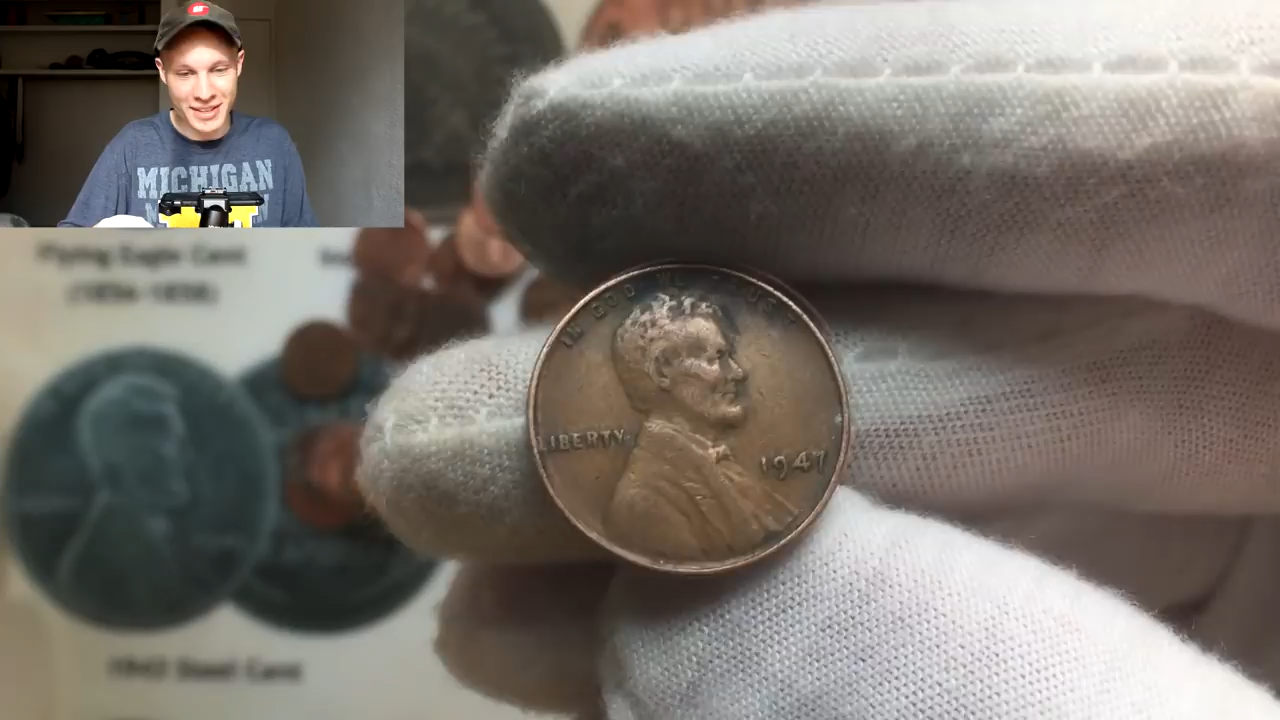 MICHIGAN
Flying Eagle Cent
(1856-1858)
IN GOD WE TRUST
LIBERTY
1947
1943 Steel Cent